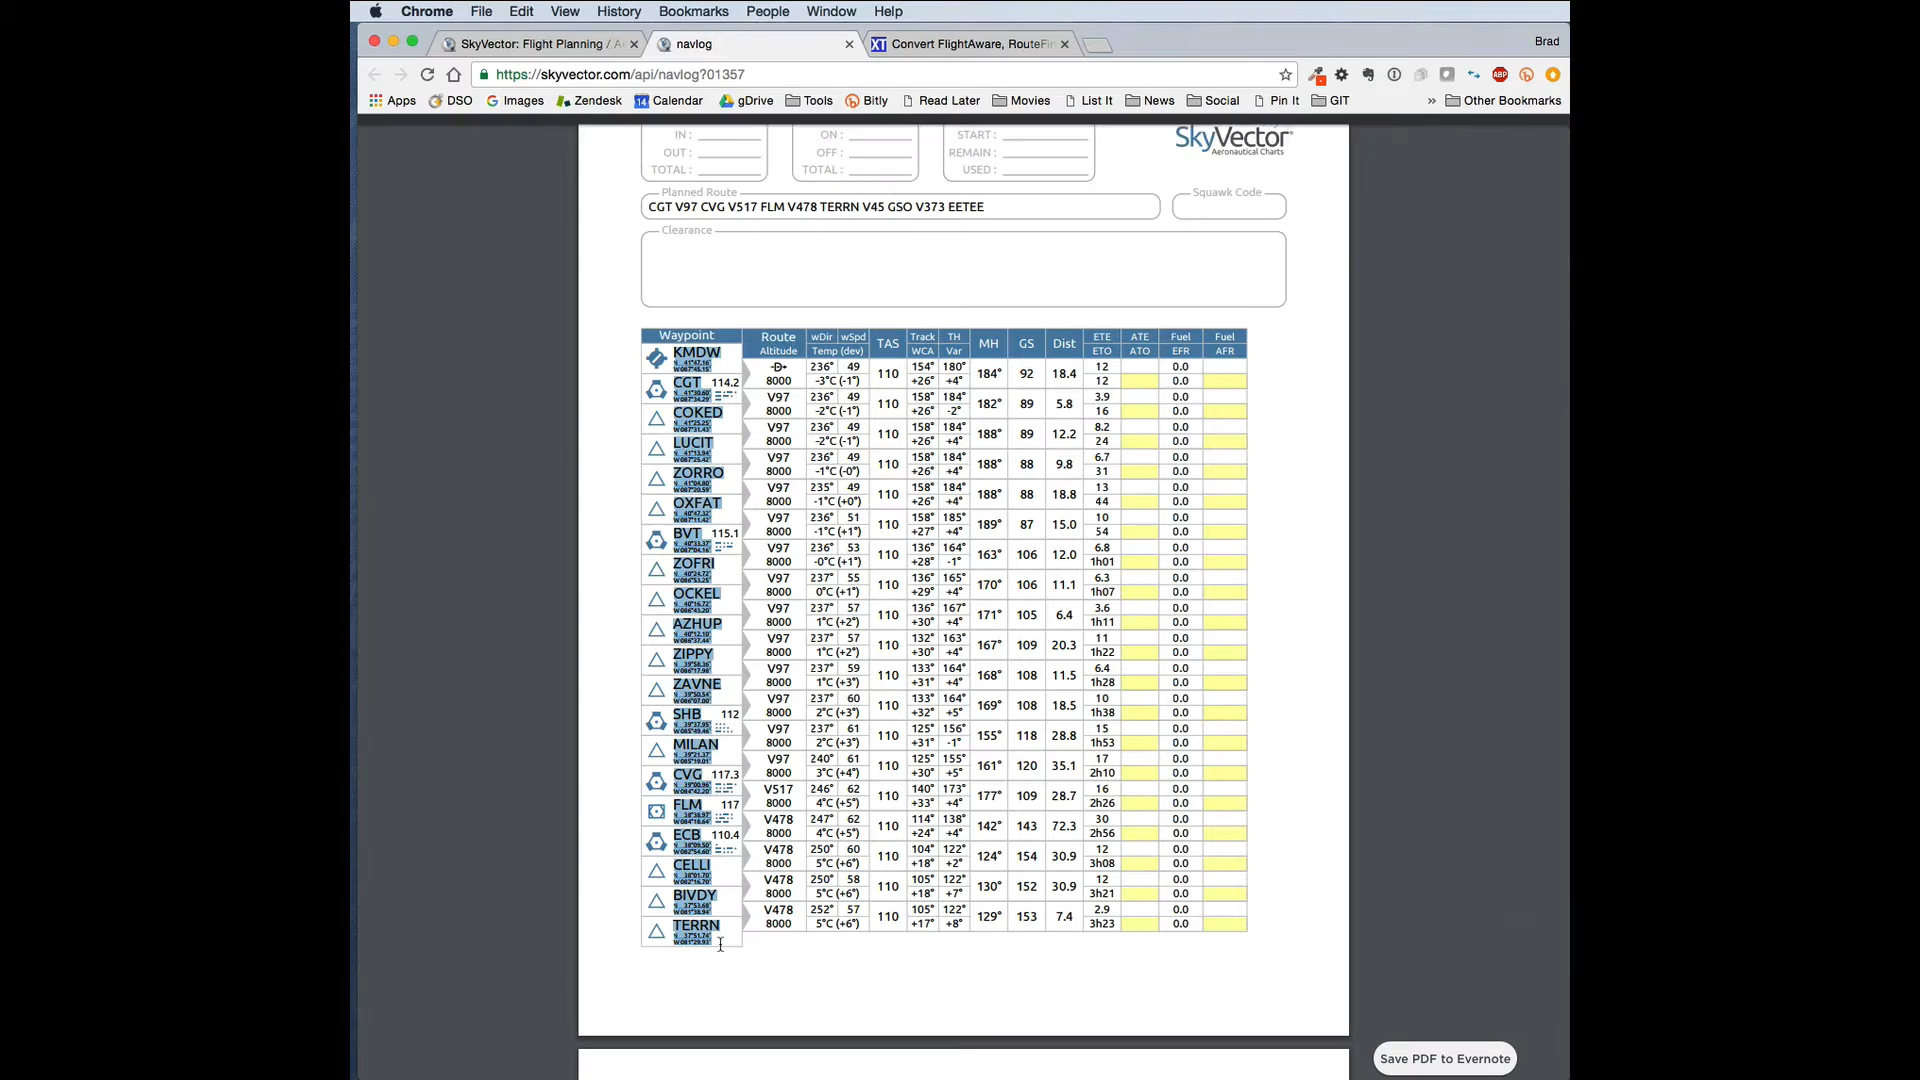 Chrome File Edit View History Bookmarks People Window Help
SkyVector: Flight Planning / A
navlog
Convert FlightAware, RouteFi
Brad
https://skyvector.com/api/navlog?01357
Apps DSO Images Zendesk Calendar gDrive Tools Bitly Read Later Movies List It News Social Pin It GIT » Other Bookmarks
IN : ON : START :
OUT : OFF : REMAIN :
TOTAL : TOTAL : USED :
SkyVector
Aeronautical Charts
Planned Route Squawk Code
CGT V97 CVG V517 FLM V478 TERRN V45 GSO V373 EETEE
Clearance
Waypoint Route wDir wSpd TAS Track TH MH GS Dist ETE ATE Fuel Fuel
Altitude Temp (dev) WCA Var ETO ATO EFR AFR
KMDW
-D→ 236° 49 110 154° 180° 184° 92 18.4 12 0.0
8000 -3°C (-1°) +26° +4° 12 0.0
CGT 114.2
V97 236° 49 110 158° 184° 182° 89 5.8 3.9 0.0
8000 -2°C (-1°) +26° -2° 16 0.0
COKED
V97 236° 49 110 158° 184° 188° 89 12.2 8.2 0.0
8000 -2°C (-1°) +26° +4° 24 0.0
LUCIT
V97 236° 49 110 158° 184° 188° 88 9.8 6.7 0.0
8000 -1°C (-0°) +26° +4° 31 0.0
ZORRO
V97 235° 49 110 158° 184° 188° 88 18.8 13 0.0
8000 -1°C (+0°) +26° +4° 44 0.0
OXFAT
V97 236° 51 110 158° 185° 189° 87 15.0 10 0.0
8000 -1°C (+1°) +27° +4° 54 0.0
BVT 115.1
V97 236° 53 110 136° 164° 163° 106 12.0 6.8 0.0
8000 -0°C (+1°) +28° -1° 1h01 0.0
ZOFRI
V97 237° 55 110 136° 165° 170° 106 11.1 6.3 0.0
8000 0°C (+1°) +29° +4° 1h07 0.0
OCKEL
V97 237° 57 110 136° 167° 171° 105 6.4 3.6 0.0
8000 1°C (+2°) +30° +4° 1h11 0.0
AZHUP
V97 237° 57 110 132° 163° 167° 109 20.3 11 0.0
8000 1°C (+2°) +30° +4° 1h22 0.0
ZIPPY
V97 237° 59 110 133° 164° 168° 108 11.5 6.4 0.0
8000 1°C (+3°) +31° +4° 1h28 0.0
ZAVNE
V97 237° 60 110 133° 164° 169° 108 18.5 10 0.0
8000 2°C (+3°) +32° +5° 1h38 0.0
SHB 112
V97 237° 61 110 125° 156° 155° 118 28.8 15 0.0
8000 2°C (+3°) +31° -1° 1h53 0.0
MILAN
V97 240° 61 110 125° 155° 161° 120 35.1 17 0.0
8000 3°C (+4°) +30° +5° 2h10 0.0
CVG 117.3
V517 246° 62 110 140° 173° 177° 109 28.7 16 0.0
8000 4°C (+5°) +33° +4° 2h26 0.0
FLM 117
V478 247° 62 110 114° 138° 142° 143 72.3 30 0.0
8000 4°C (+5°) +24° +4° 2h56 0.0
ECB 110.4
V478 250° 60 110 104° 122° 124° 154 30.9 12 0.0
8000 5°C (+6°) +18° +2° 3h08 0.0
CELLI
V478 250° 58 110 105° 122° 130° 152 30.9 12 0.0
8000 5°C (+6°) +18° +7° 3h21 0.0
BIVDY
V478 252° 57 110 105° 122° 129° 153 7.4 2.9 0.0
8000 5°C (+6°) +17° +8° 3h23 0.0
TERRN
Save PDF to Evernote